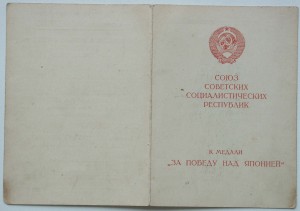 СОЮЗ
СОВЕТСКИХ
СОЦИАЛИСТИЧЕСКИХ
РЕСПУБЛИК
К МЕДАЛИ
„ЗА ПОБЕДУ НАД ЯПОНИЕЙ“